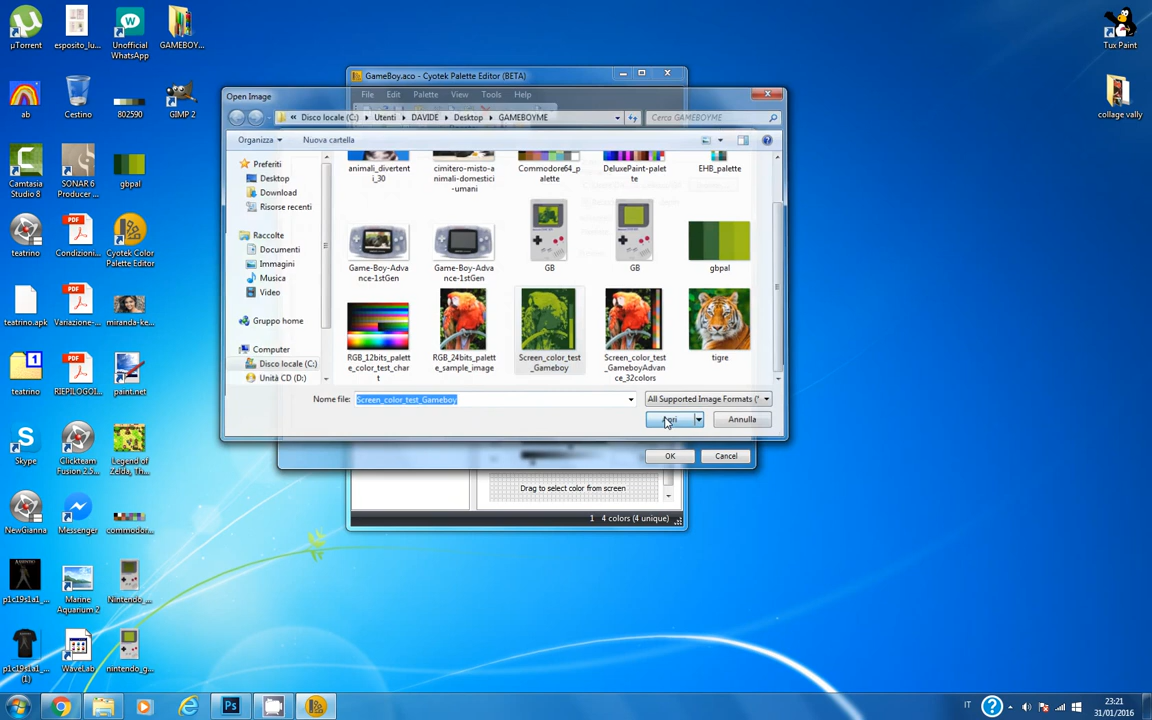 µTorrent
esposito_lu...
Unofficial WhatsApp
GAMEBOY...
Tux Paint
ab
Cestino
802590
GIMP 2
collage vally
Camtasia Studio 8
SONAR 6 Producer ...
gbpal
teatrino
Condizioni...
Cyotek Color Palette Editor
teatrino.apk
Variazione-...
miranda-ke...
teatrino
RIEPILOGO...
paint.net
Skype
Clickteam Fusion 2.5...
Legend of Zelda, Th...
NewGianna
Messenger
commodor...
p1c19s1a1_...
Marine Aquarium 2
Nintendo_...
p1c19s1a1_... (1)
WaveLab
nintendo_g...
GameBoy.aco - Cyotek Palette Editor (BETA)
File Edit Palette View Tools Help
Open Image
« Disco locale (C:) Utenti DAVIDE Desktop GAMEBOYME
Cerca GAMEBOYME
Organizza Nuova cartella
Preferiti
Desktop
Download
Risorse recenti
Raccolte
Documenti
Immagini
Musica
Video
Gruppo home
Computer
Disco locale (C:)
Unità CD (D:)
animali_divertenti_30
cimitero-misto-animali-domestici-umani
Commodore64_palette
DeluxePaint-palette
EHB_palette
Game-Boy-Advance-1stGen
Game-Boy-Advance-1stGen
GB
GB
gbpal
RGB_12bits_palette_color_test_chart
RGB_24bits_palette_sample_image
Screen_color_test_Gameboy
Screen_color_test_GameboyAdvance_32colors
tigre
Nome file: Screen_color_test_Gameboy
All Supported Image Formats ('
Apri
Annulla
OK
Cancel
Drag to select color from screen
1 4 colors (4 unique)
IT
23:21
31/01/2016